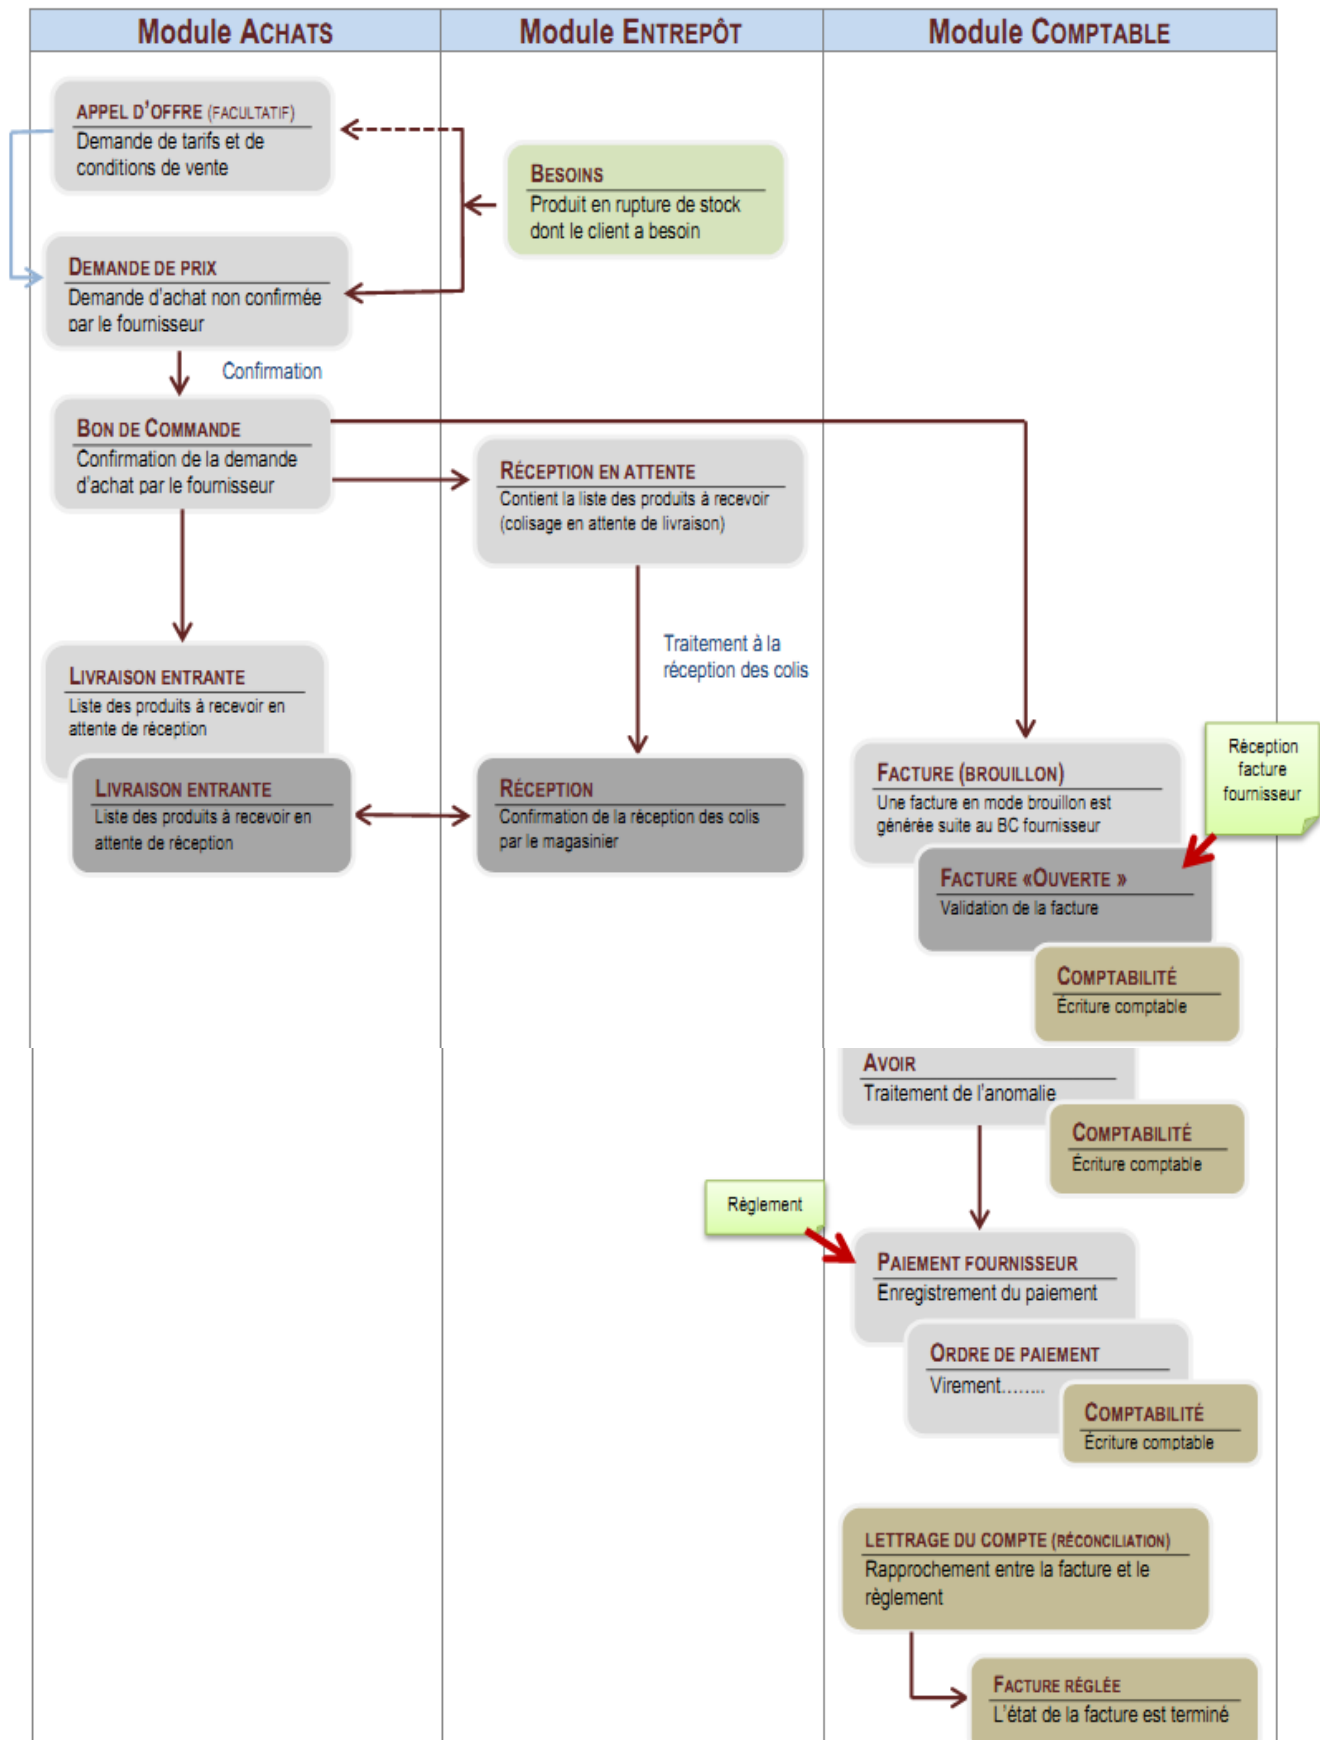 Module ACHATS
Module ENTREPÔT
Module COMPTABLE
APPEL D'OFFRE (FACULTATIF)
Demande de tarifs et de
conditions de vente
BESOINS
Produit en rupture de stock
dont le client a besoin
DEMANDE DE PRIX
Demande d'achat non confirmée
par le fournisseur
Confirmation
BON DE COMMANDE
Confirmation de la demande
d'achat par le fournisseur
RÉCEPTION EN ATTENTE
Contient la liste des produits à recevoir
(colisage en attente de livraison)
Traitement à la
réception des colis
LIVRAISON ENTRANTE
Liste des produits à recevoir en
attente de réception
LIVRAISON ENTRANTE
Liste des produits à recevoir en
attente de réception
RÉCEPTION
Confirmation de la réception des colis
par le magasinier
Réception
facture
fournisseur
FACTURE (BROUILLON)
Une facture en mode brouillon est
générée suite au BC fournisseur
FACTURE «OUVERTE »
Validation de la facture
COMPTABILITÉ
Écriture comptable
AVOIR
Traitement de l'anomalie
COMPTABILITÉ
Écriture comptable
Règlement
PAIEMENT FOURNISSEUR
Enregistrement du paiement
ORDRE DE PAIEMENT
Virement........
COMPTABILITÉ
Écriture comptable
LETTRAGE DU COMPTE (RÉCONCILIATION)
Rapprochement entre la facture et le
règlement
FACTURE RÉGLÉE
L'état de la facture est terminé